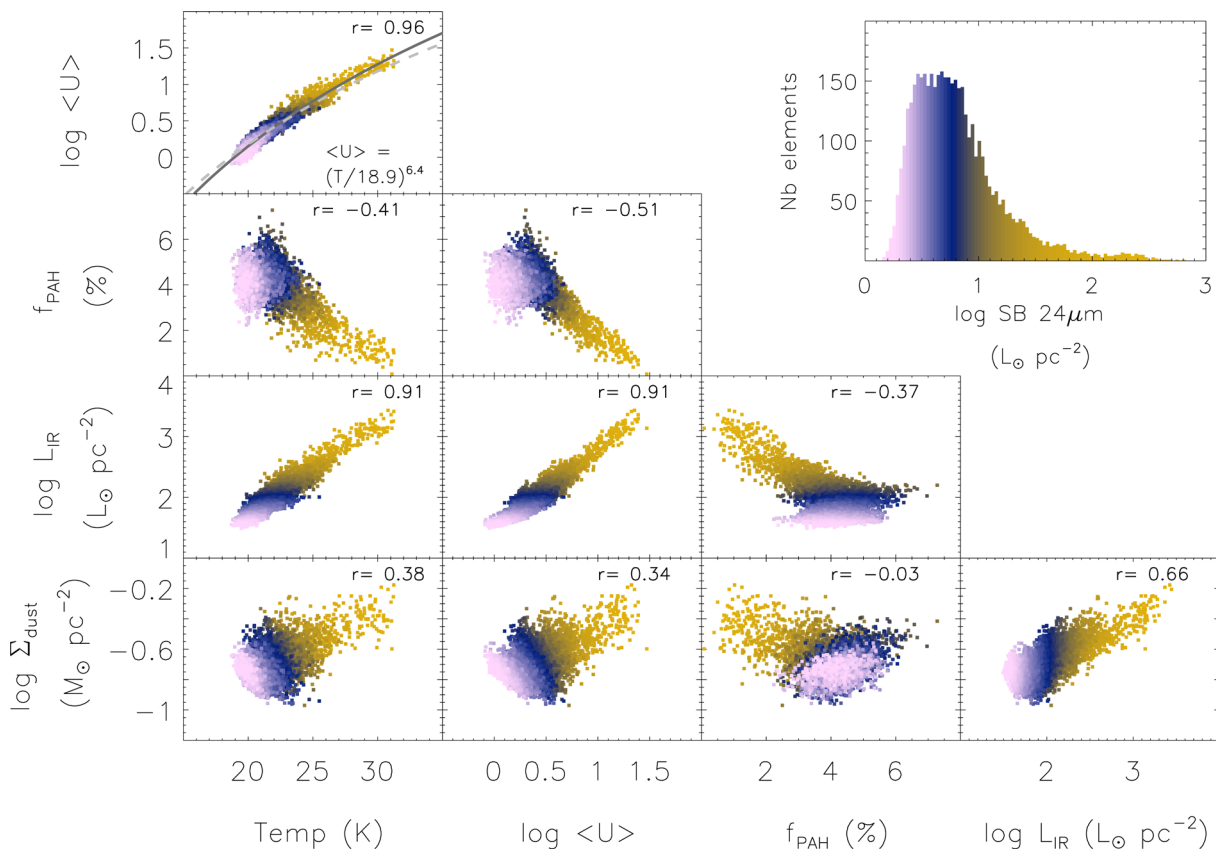 r= 0.96
log <U>
1.5
1
0.5
0
<U> =
(T/18.9)^6.4
Nb elements
150
100
50
0 1 2 3
log SB 24μm
(L⊙ pc⁻²)
r= −0.41
r= −0.51
f_PAH
(%)
6
4
2
r= 0.91
r= 0.91
r= −0.37
log L_IR
(L⊙ pc⁻²)
4
3
2
1
r= 0.38
r= 0.34
r= −0.03
r= 0.66
log Σ_dust
(M⊙ pc⁻²)
−0.2
−0.6
−1
20 25 30
0 0.5 1 1.5
2 4 6
2 3
Temp (K)
log <U>
f_PAH (%)
log L_IR (L⊙ pc⁻²)